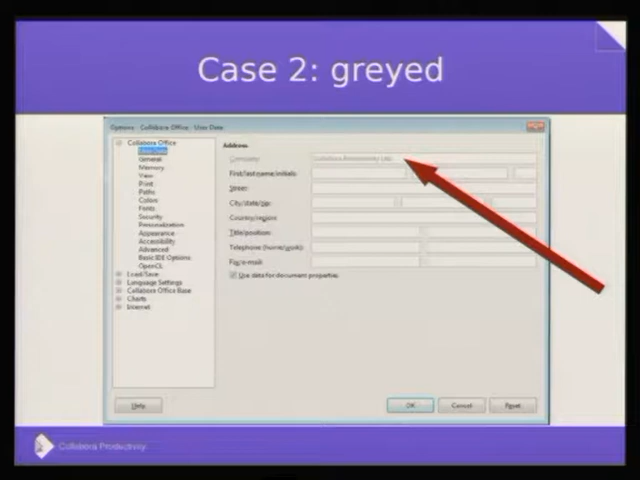 Case 2: greyed
Options - Collabora Office - User Data
Collabora Office
User Data
General
Memory
View
Print
Paths
Colors
Fonts
Security
Personalization
Appearance
Accessibility
Advanced
Basic IDE Options
OpenCL
Load/Save
Language Settings
Collabora Office Base
Charts
Internet
Address
Company
Collabora Productivity Ltd.
First/last name/initials:
Street:
City/state/zip:
Country/region:
Title/position:
Telephone (home/work):
Fax/e-mail:
Use data for document properties
Help
OK
Cancel
Reset
Collabora Productivity